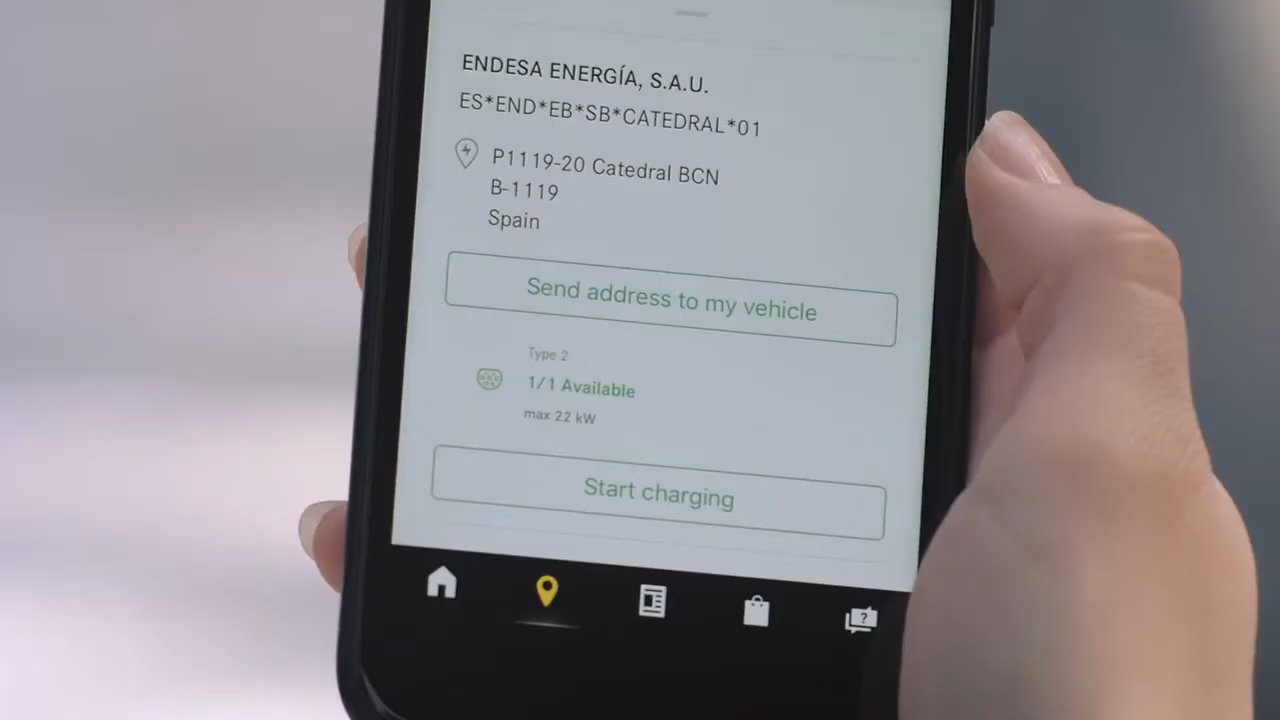 ENDESA ENERGÍA, S.A.U.
ES*END*EB*SB*CATEDRAL*01
P1119-20 Catedral BCN
B-1119
Spain
Send address to my vehicle
Type 2
1/1 Available
max 22 kW
Start charging
?